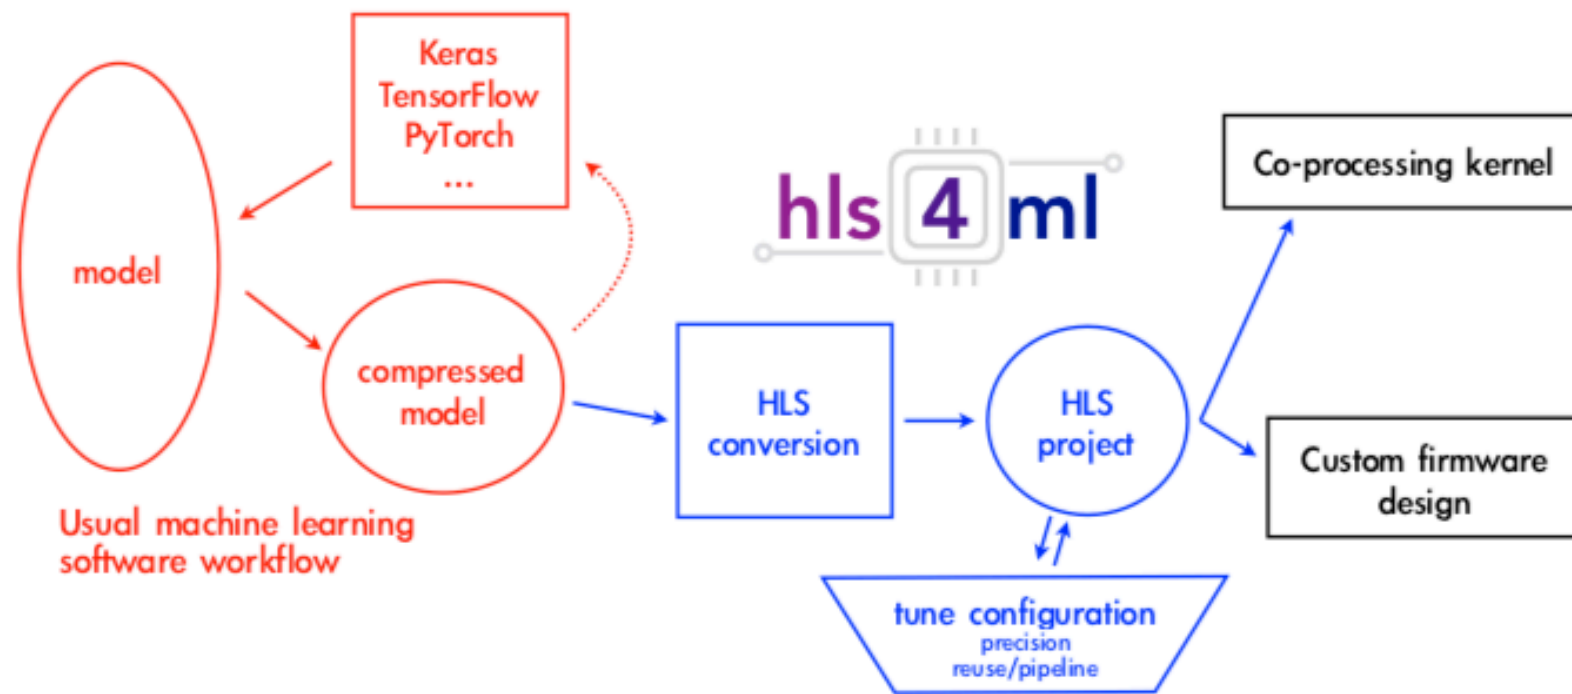 Keras
TensorFlow
PyTorch
...
model
compressed
model
Usual machine learning
software workflow
hls 4 ml
HLS
conversion
HLS
project
tune configuration
precision
reuse/pipeline
Co-processing kernel
Custom firmware
design